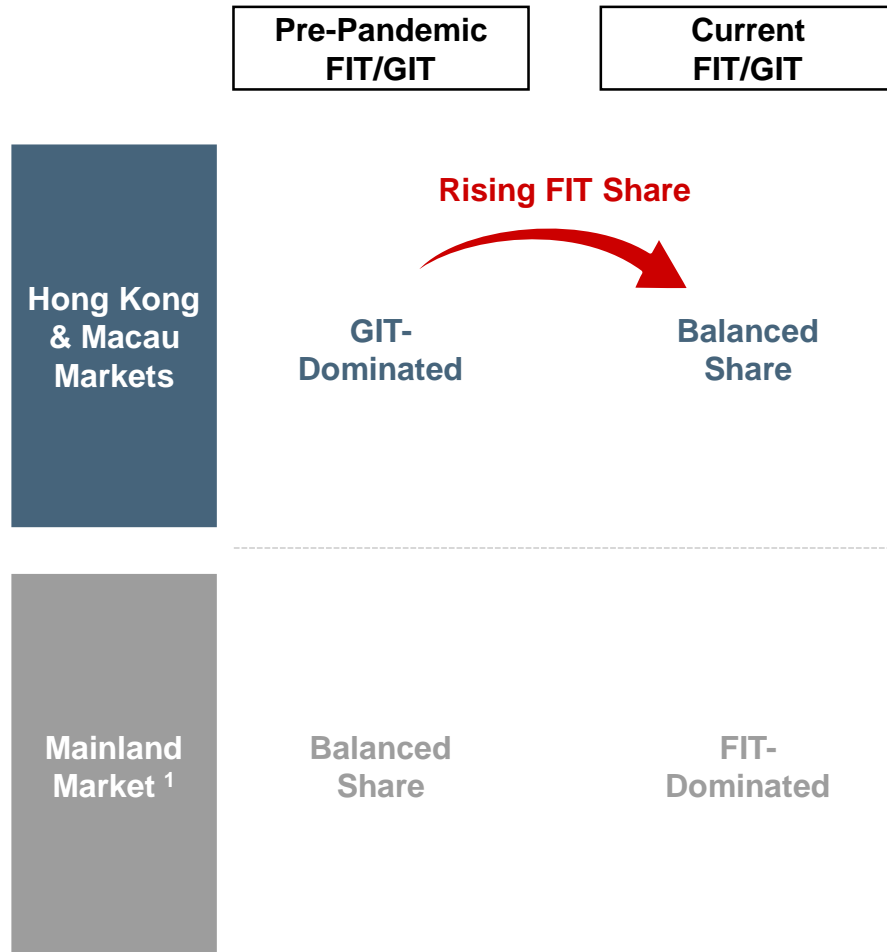 Pre-Pandemic
FIT/GIT
Current
FIT/GIT
Rising FIT Share
Hong Kong
& Macau
Markets
GIT-
Dominated
Balanced
Share
Mainland
Market 1
Balanced
Share
FIT-
Dominated